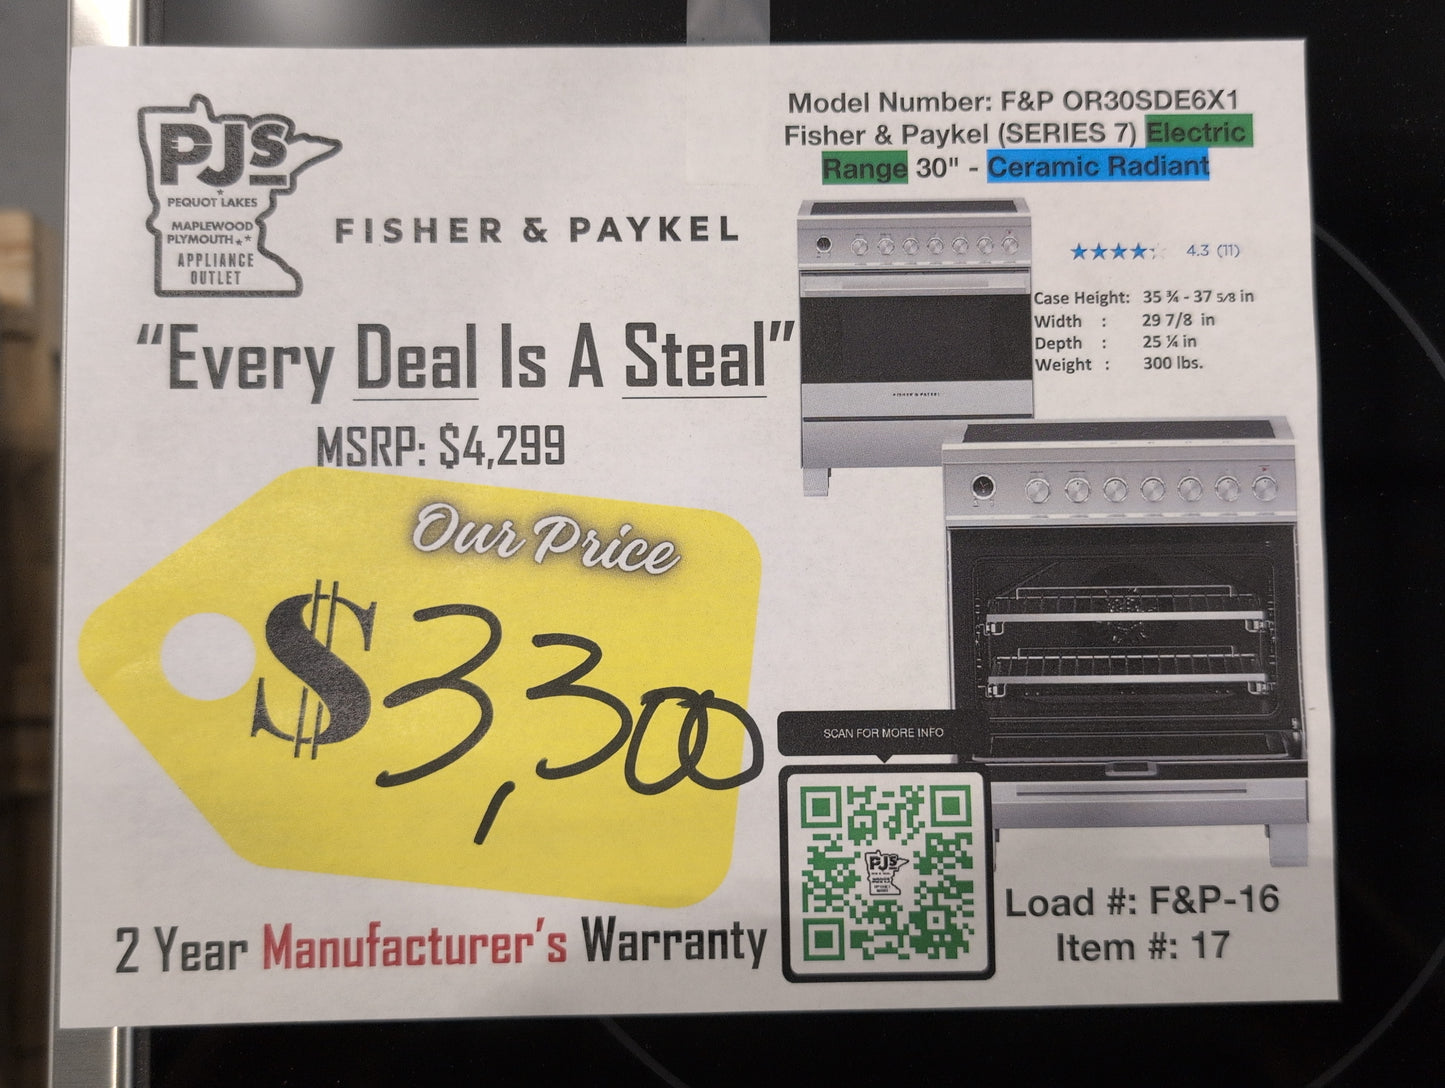 PJS
PEQUOT LAKES
MAPLEWOOD
PLYMOUTH
APPLIANCE
OUTLET
FISHER & PAYKEL
"Every Deal Is A Steal"
MSRP: $4,299
Our Price
$3,300
2 Year Manufacturer's Warranty
Model Number: F&P OR30SDE6X1
Fisher & Paykel (SERIES 7) Electric
Range 30" - Ceramic Radiant
4.3 (11)
Case Height: 35 ¾ - 37 5/8 in
Width : 29 7/8 in
Depth : 25 ¼ in
Weight : 300 lbs.
FISHER & PAYKEL
SCAN FOR MORE INFO
PJS
Load #: F&P-16
Item #: 17